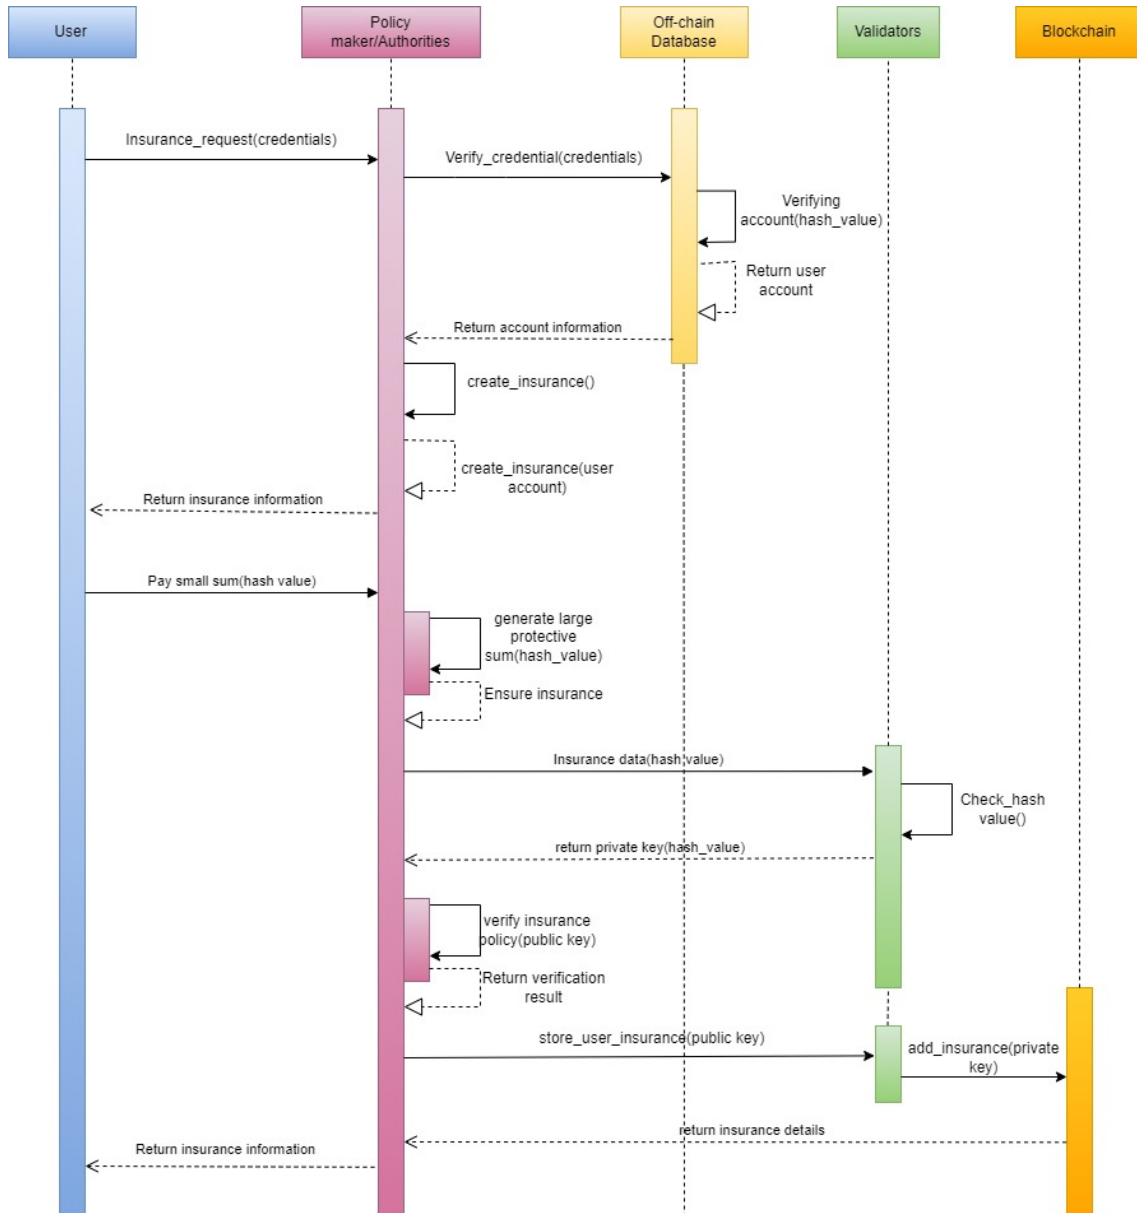 User
Policy
maker/Authorities
Off-chain
Database
Validators
Blockchain
Insurance_request(credentials)
Verify_credential(credentials)
Verifying
account(hash_value)
Return user
account
Return account information
create_insurance()
create_insurance(user
account)
Return insurance information
Pay small sum(hash value)
generate large
protective
sum(hash_value)
Ensure insurance
Insurance data(hash value)
Check_hash
value()
return private key(hash_value)
verify insurance
policy(public key)
Return verification
result
store_user_insurance(public key)
add_insurance(private
key)
return insurance details
Return insurance information